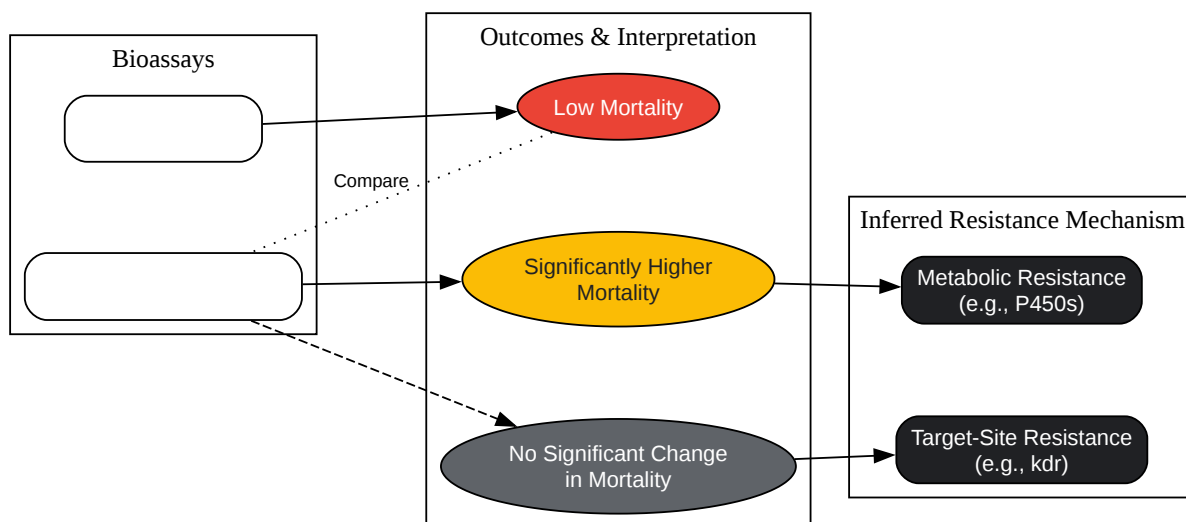 Bioassays
Outcomes & Interpretation
Low Mortality
Compare
Inferred Resistance Mechanism
Significantly Higher
Mortality
Metabolic Resistance
(e.g., P450s)
No Significant Change
in Mortality
Target-Site Resistance
(e.g., kdr)